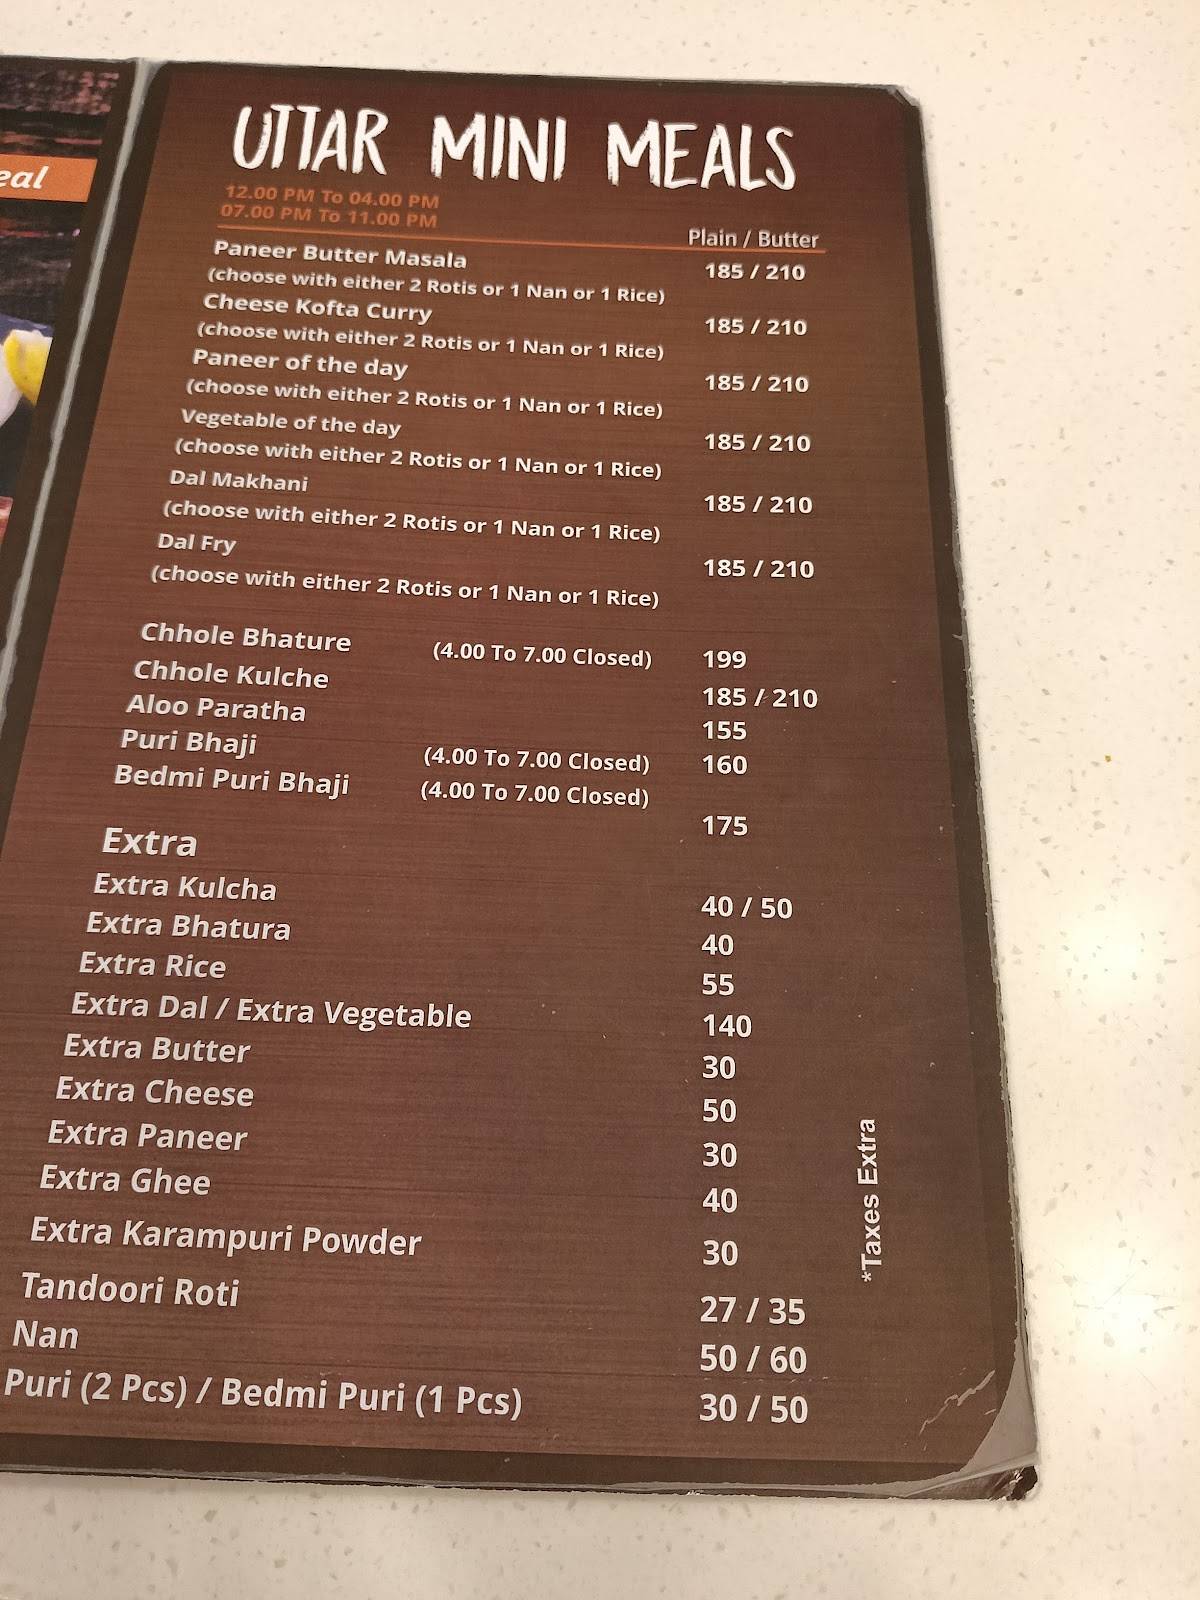 eal
UTTAR MINI MEALS
12.00 PM To 04.00 PM
07.00 PM To 11.00 PM
Plain / Butter
Paneer Butter Masala 185 / 210
(choose with either 2 Rotis or 1 Nan or 1 Rice)
Cheese Kofta Curry 185 / 210
(choose with either 2 Rotis or 1 Nan or 1 Rice)
Paneer of the day 185 / 210
(choose with either 2 Rotis or 1 Nan or 1 Rice)
Vegetable of the day 185 / 210
(choose with either 2 Rotis or 1 Nan or 1 Rice)
Dal Makhani 185 / 210
(choose with either 2 Rotis or 1 Nan or 1 Rice)
Dal Fry 185 / 210
(choose with either 2 Rotis or 1 Nan or 1 Rice)
Chhole Bhature (4.00 To 7.00 Closed) 199
Chhole Kulche 185 / 210
Aloo Paratha 155
Puri Bhaji (4.00 To 7.00 Closed) 160
Bedmi Puri Bhaji (4.00 To 7.00 Closed) 175
Extra
Extra Kulcha 40 / 50
Extra Bhatura 40
Extra Rice 55
Extra Dal / Extra Vegetable 140
Extra Butter 30
Extra Cheese 50
Extra Paneer 30
Extra Ghee 40
Extra Karampuri Powder 30
Tandoori Roti 27 / 35
Nan 50 / 60
Puri (2 Pcs) / Bedmi Puri (1 Pcs) 30 / 50
*Taxes Extra